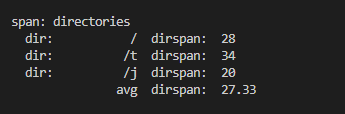 span: directories
dir: / dirspan: 28
dir: /t dirspan: 34
dir: /j dirspan: 20
avg dirspan: 27.33